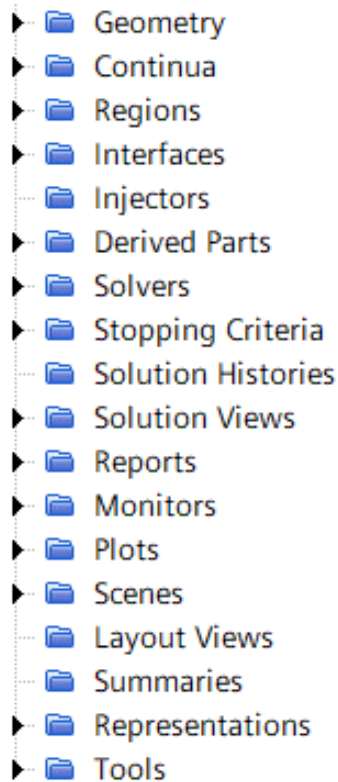 Geometry
Continua
Regions
Interfaces
Injectors
Derived Parts
Solvers
Stopping Criteria
Solution Histories
Solution Views
Reports
Monitors
Plots
Scenes
Layout Views
Summaries
Representations
Tools